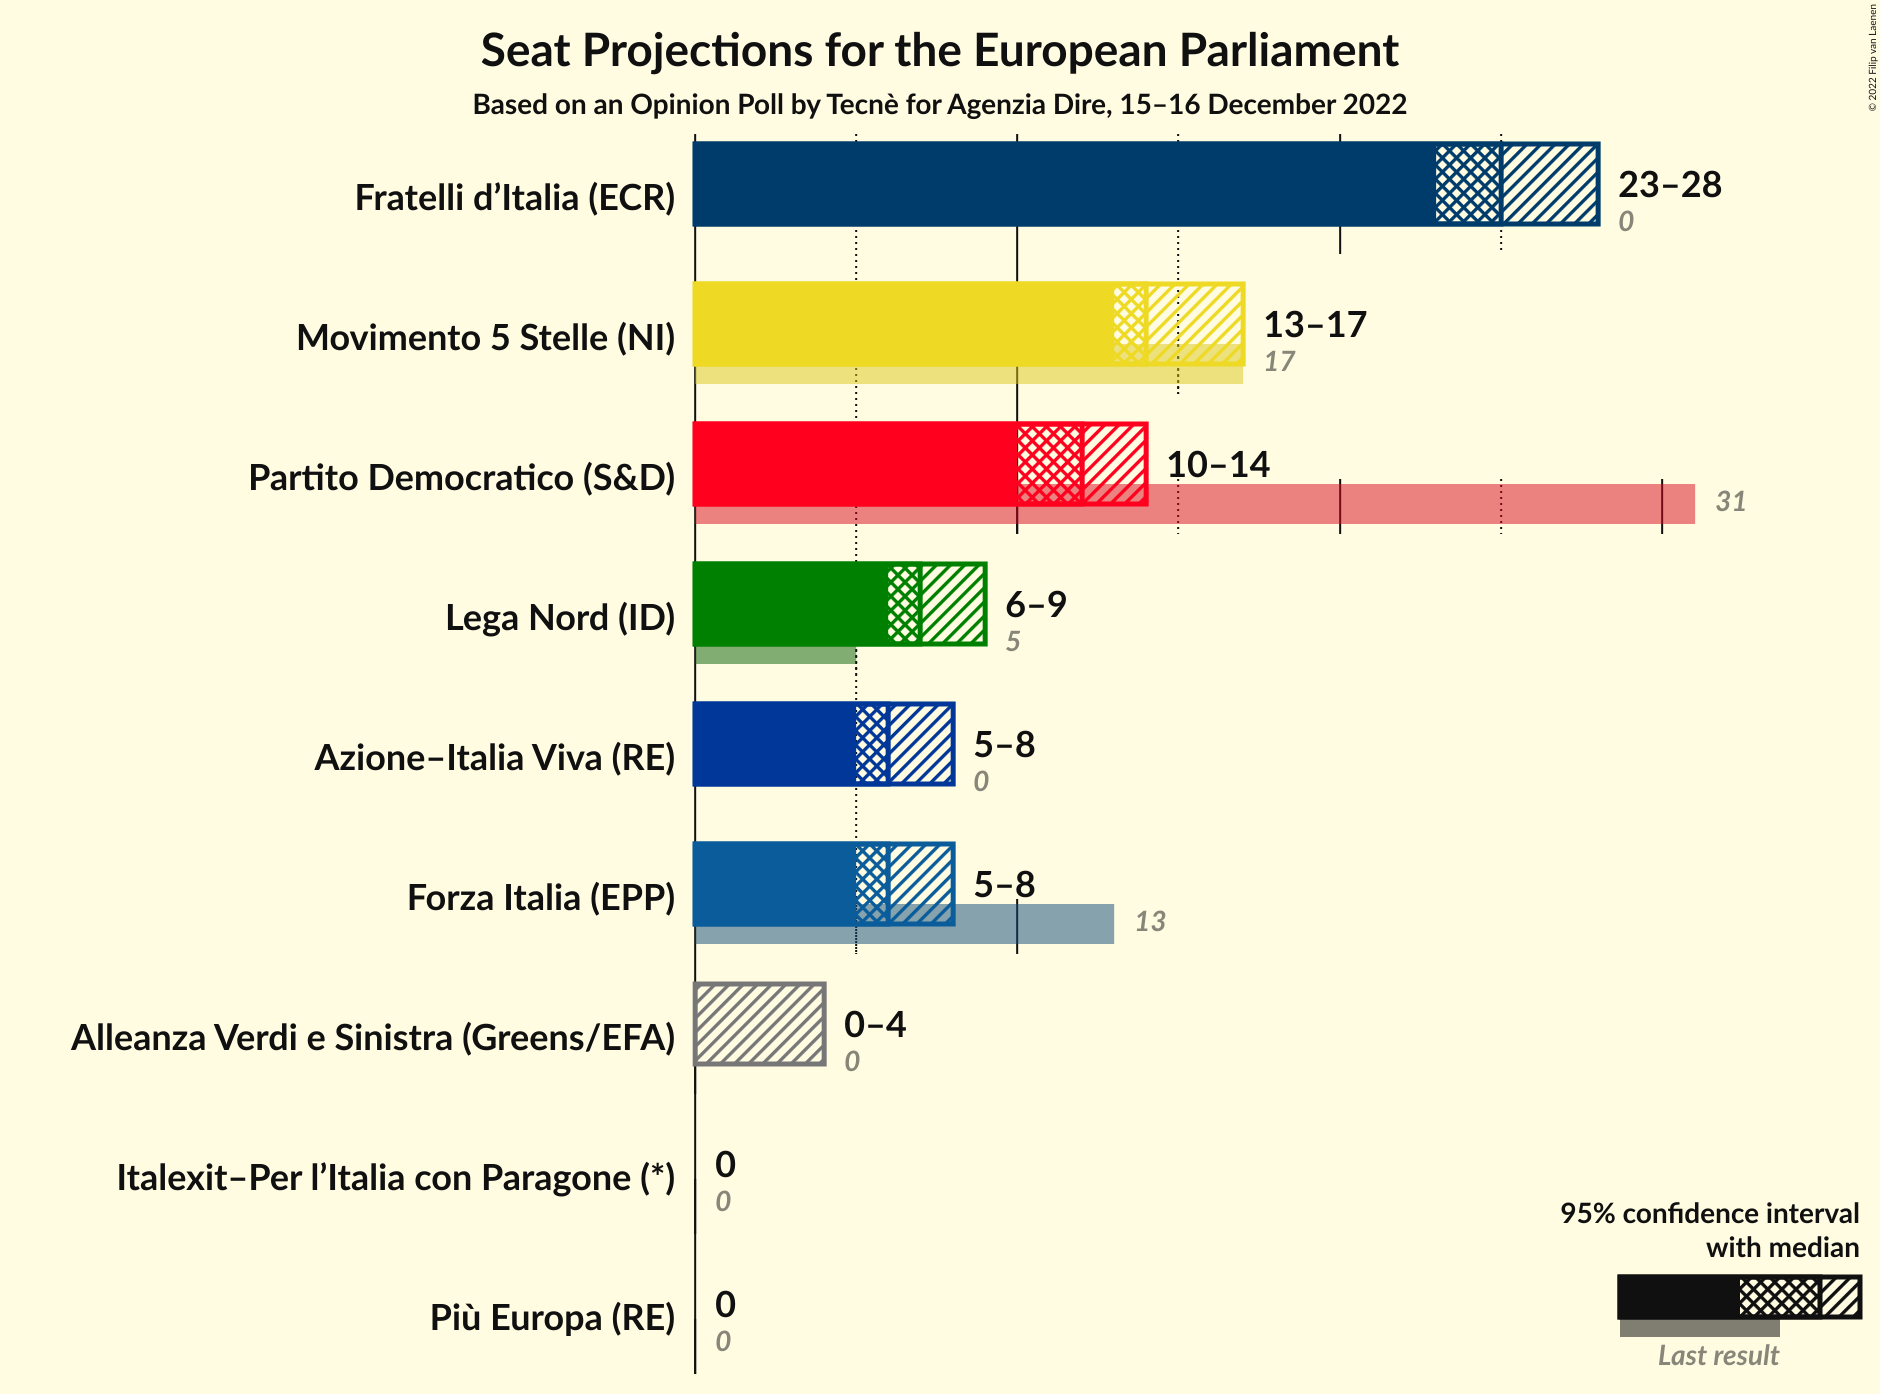 Seat Projections for the European Parliament
Based on an Opinion Poll by Tecnè for Agenzia Dire, 15–16 December 2022
© 2022 Filip van Laenen
Fratelli d’Italia (ECR)
23–28
0
Movimento 5 Stelle (NI)
13–17
17
Partito Democratico (S&D)
10–14
31
Lega Nord (ID)
6–9
5
Azione–Italia Viva (RE)
5–8
0
Forza Italia (EPP)
5–8
13
Alleanza Verdi e Sinistra (Greens/EFA)
0–4
0
Italexit–Per l’Italia con Paragone (*)
0
0
Più Europa (RE)
0
0
95% confidence interval
with median
Last result